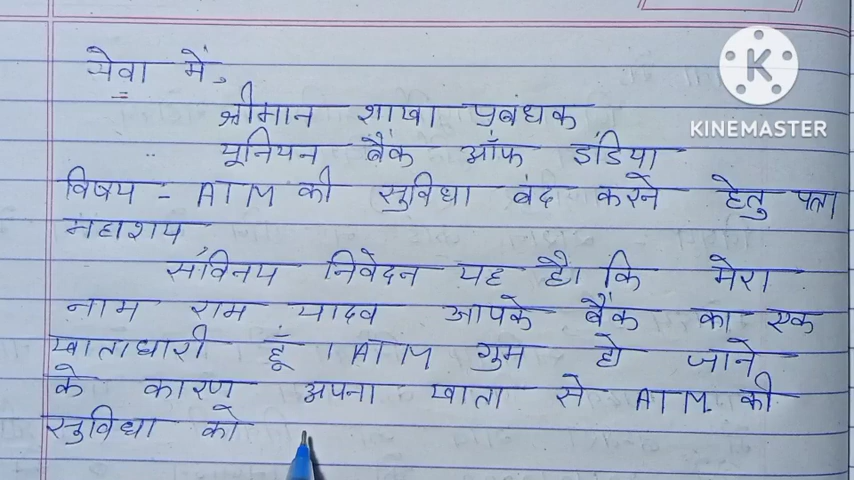 सेवा में,
श्रीमान शाखा प्रबंधक
यूनियन बैंक ऑफ इंडिया
विषय - ATM की सुविधा बंद करने हेतु पत्र
महाशय
सविनय निवेदन यह है। कि मेरा
नाम राम यादव आपके बैंक का एक
खाताधारी हूँ । ATM गुम हो जाने
के कारण अपना खाता से ATM की
सुविधा को
KINEMASTER